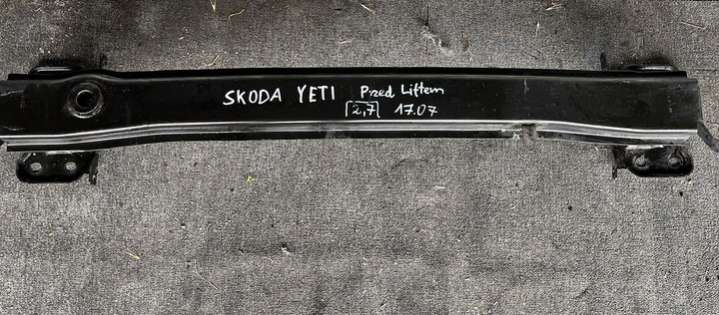 SKODA YETI Przed Liftem
2,7 17.07